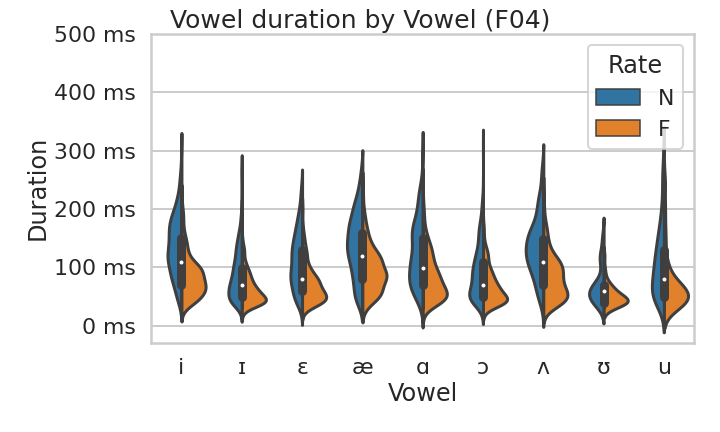 Vowel duration by Vowel (F04)
500 ms
400 ms
300 ms
200 ms
100 ms
0 ms
Duration
Rate
N
F
i ɪ ɛ æ ɑ ɔ ʌ ʊ u
Vowel